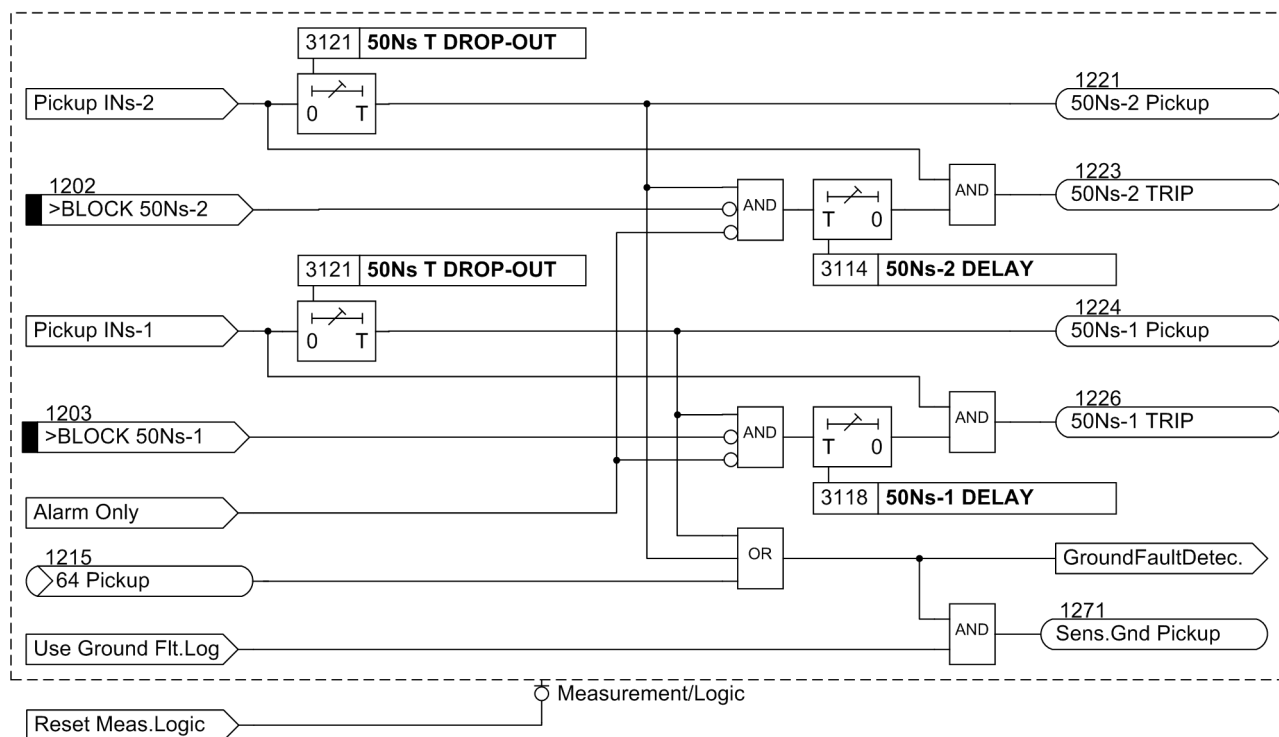 3121 50Ns T DROP-OUT
Pickup INs-2
0 T
1221
50Ns-2 Pickup
1202
>BLOCK 50Ns-2
AND
T 0
AND
1223
50Ns-2 TRIP
3121 50Ns T DROP-OUT
3114 50Ns-2 DELAY
Pickup INs-1
0 T
1224
50Ns-1 Pickup
1203
>BLOCK 50Ns-1
AND
T 0
AND
1226
50Ns-1 TRIP
3118 50Ns-1 DELAY
Alarm Only
1215
64 Pickup
OR
GroundFaultDetec.
Use Ground Flt.Log
AND
1271
Sens.Gnd Pickup
Measurement/Logic
Reset Meas.Logic